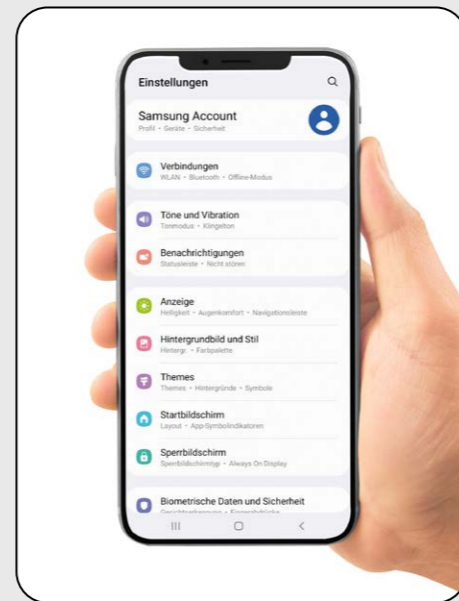 Einstellungen
Samsung Account
Profil • Geräte • Sicherheit
Verbindungen
WLAN • Bluetooth • Offline-Modus
Töne und Vibration
Tonmodus • Klingelton
Benachrichtigungen
Statusleiste • Nicht stören
Anzeige
Helligkeit • Augenkomfort • Navigationsleiste
Hintergrundbild und Stil
Hintergr. • Farbpalette
Themes
Themes • Hintergründe • Symbole
Startbildschirm
Layout • App-Symbolindikatoren
Sperrbildschirm
Sperrbildschirmtyp • Always On Display
Biometrische Daten und Sicherheit
Gesichtserkennung • Fingerabdrücke